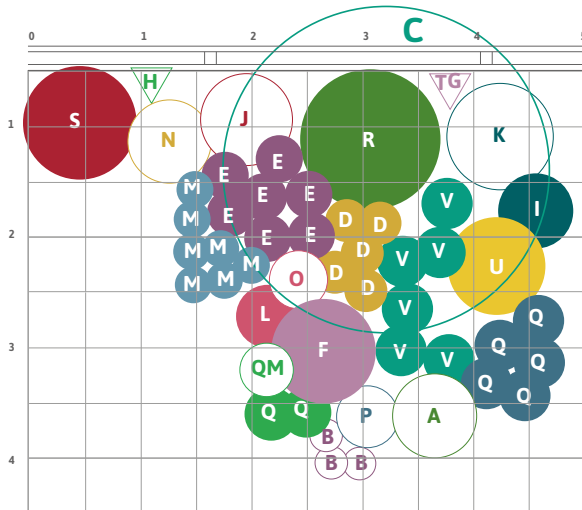 0 1 2 3 4 5
C
H TG
S J
1 N R K
E
E
M E E V I
M E D D
2 E E
M M D V V U
M O D
M M D
L V Q
3 F V V Q Q
QM
Q Q
Q Q P A
B
4 B B